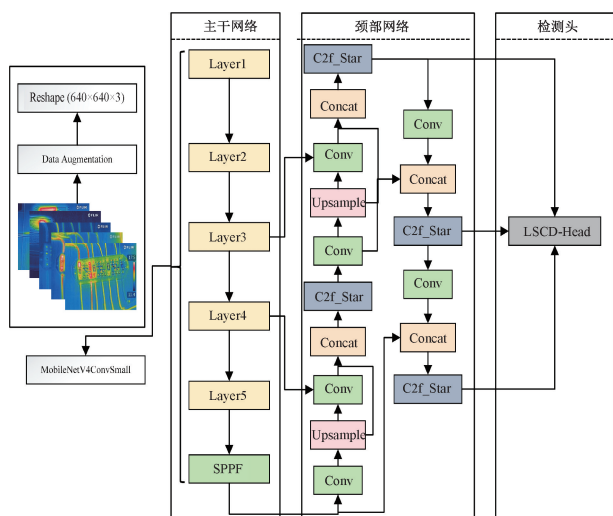 主干网络
颈部网络
检测头
Reshape (640×640×3)
Data Augmentation
MobileNetV4ConvSmall
Layer1
Layer2
Layer3
Layer4
Layer5
SPPF
C2f_Star
Concat
Conv
Upsample
Conv
C2f_Star
Concat
Conv
Upsample
Conv
Conv
Concat
C2f_Star
Conv
Concat
C2f_Star
LSCD-Head